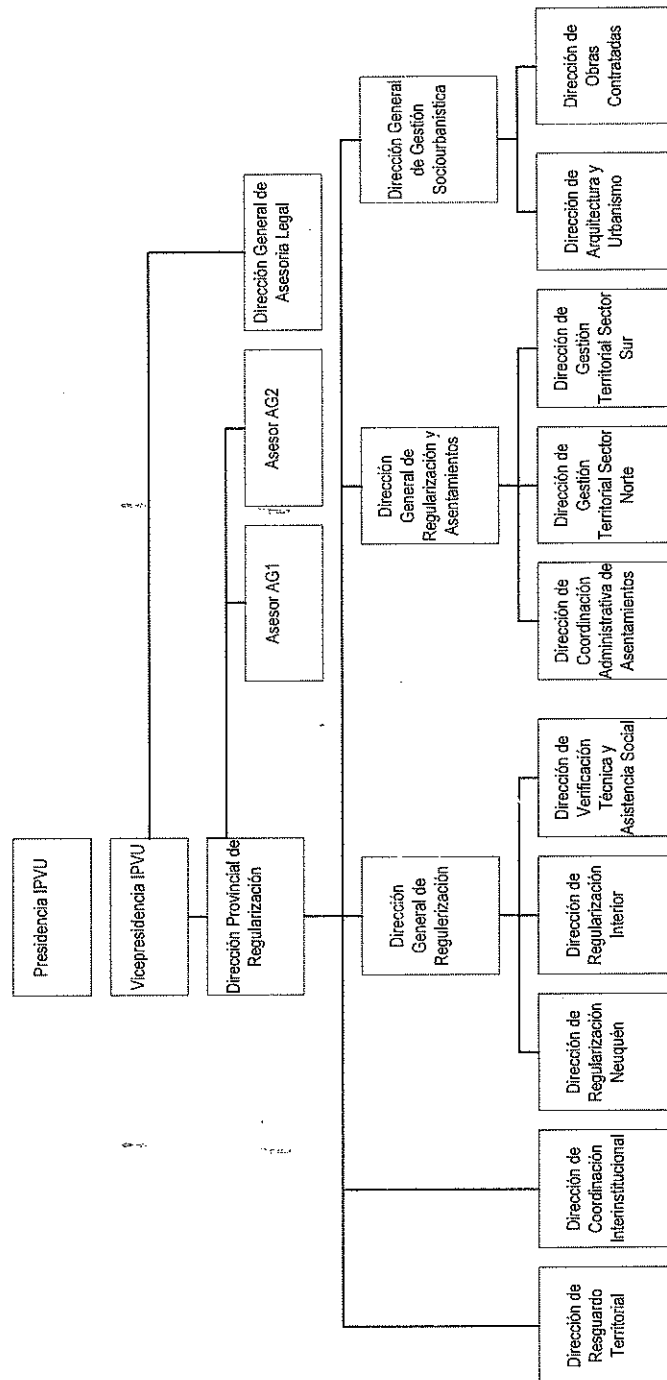 Presidencia IPVU
Vicepresidencia IPVU
Dirección Provincial de
Regularización
Asesor AG1
Asesor AG2
Dirección General de
Asesoria Legal
Dirección
General de
Regulerización
Dirección
General de
Regularización y
Asentamientos
Dirección General
de Gestión
Sociourbanística
Dirección de
Resguardo
Territorial
Dirección de
Coordinación
Interinstitucional
Dirección de
Regularización
Neuquén
Dirección de
Regularización
Interior
Dirección de
Verificación
Técnica y
Asistencia Social
Dirección de
Coordinación
Administrativa de
Asentamientos
Dirección de
Gestión
Territorial Sector
Norte
Dirección de
Gestión
Territorial Sector
Sur
Dirección de
Arquitectura y
Urbanismo
Dirección de
Obras
Contratadas